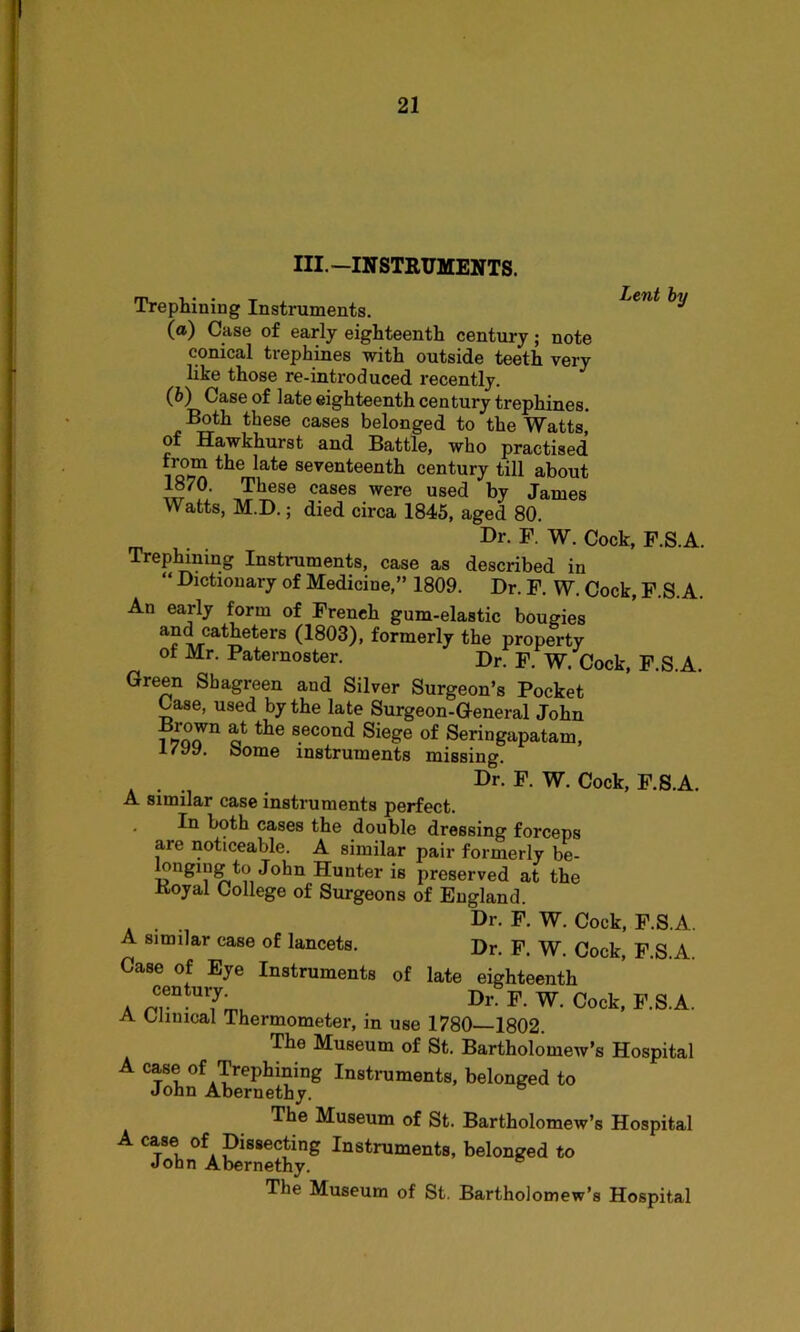 21
III.—INSTRUMENTS.
Lent by
Trephining Instruments.
(a) Case of early eighteenth century; note
conical trephines with outside teeth very
like those re-introduced recently.
(b) Case of late eighteenth century trephines.
Both these cases belonged to the Watts,
of Hawkhurst and Battle, who practised
from the late seventeenth century till about
1870. These cases were used by James
Watts, M.D.; died circa 1845, aged 80.
Dr. F. W. Cock, F.S.A.
Trephining Instruments, case as described in
“Dictionary of Medicine,” 1809. Dr. F. W. Cock, F.S.A.
An early form of French gum-elastic bougies
and catheters (1803), formerly the property
of Mr. Paternoster. Dr. F. W. Cock, F.S.A.
Green Shagreen and Silver Surgeon’s Pocket
Case, used by the late Surgeon-General John
Brown at the second Siege of Seringapatam,
1799. Some instruments missing.
Dr. F. W. Cock, F.S.A.
A similar case instruments perfect.
In both cases the double dressing forceps
are noticeable. A similar pair formerly be-
longing to John Hunter is preserved at the
Royal College of Surgeons of England.
Dr. F. W. Cock, F.S.A.
A similar case of lancets. Dr. F. W. Cock, F.S.A.
Case of Eye Instruments of late eighteenth
century. Dr. F. W. Cock, F.S.A.
A Clinical Thermometer, in use 1780—1802.
The Museum of St. Bartholomew’s Hospital
A case of Trephining Instruments, belonged to
John Abernethy.
The Museum of St. Bartholomew’s Hospital
A case of Dissecting Instruments, belonged to
John Abernethy.
The Museum of St. Bartholomew’s Hospital